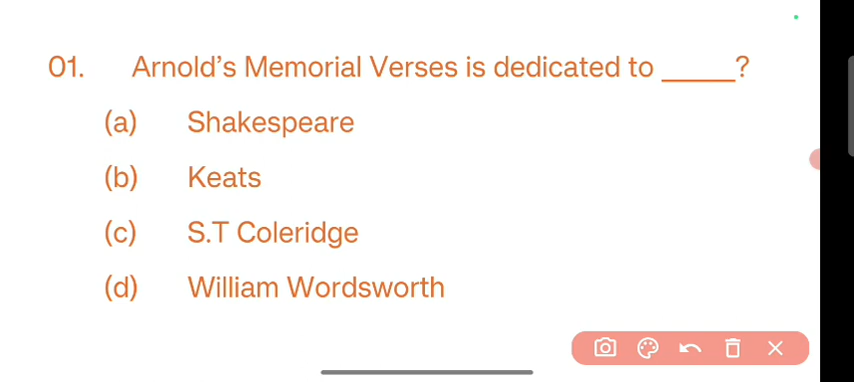 01. Arnold’s Memorial Verses is dedicated to _____?
(a) Shakespeare
(b) Keats
(c) S.T Coleridge
(d) William Wordsworth